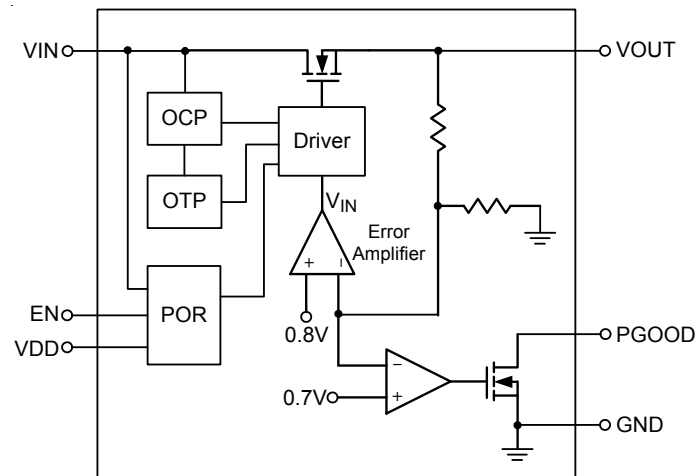 VIN
VOUT
OCP
Driver
OTP
VIN
Error
Amplifier
+
−
EN
POR
0.8V
VDD
PGOOD
−
0.7V
+
GND